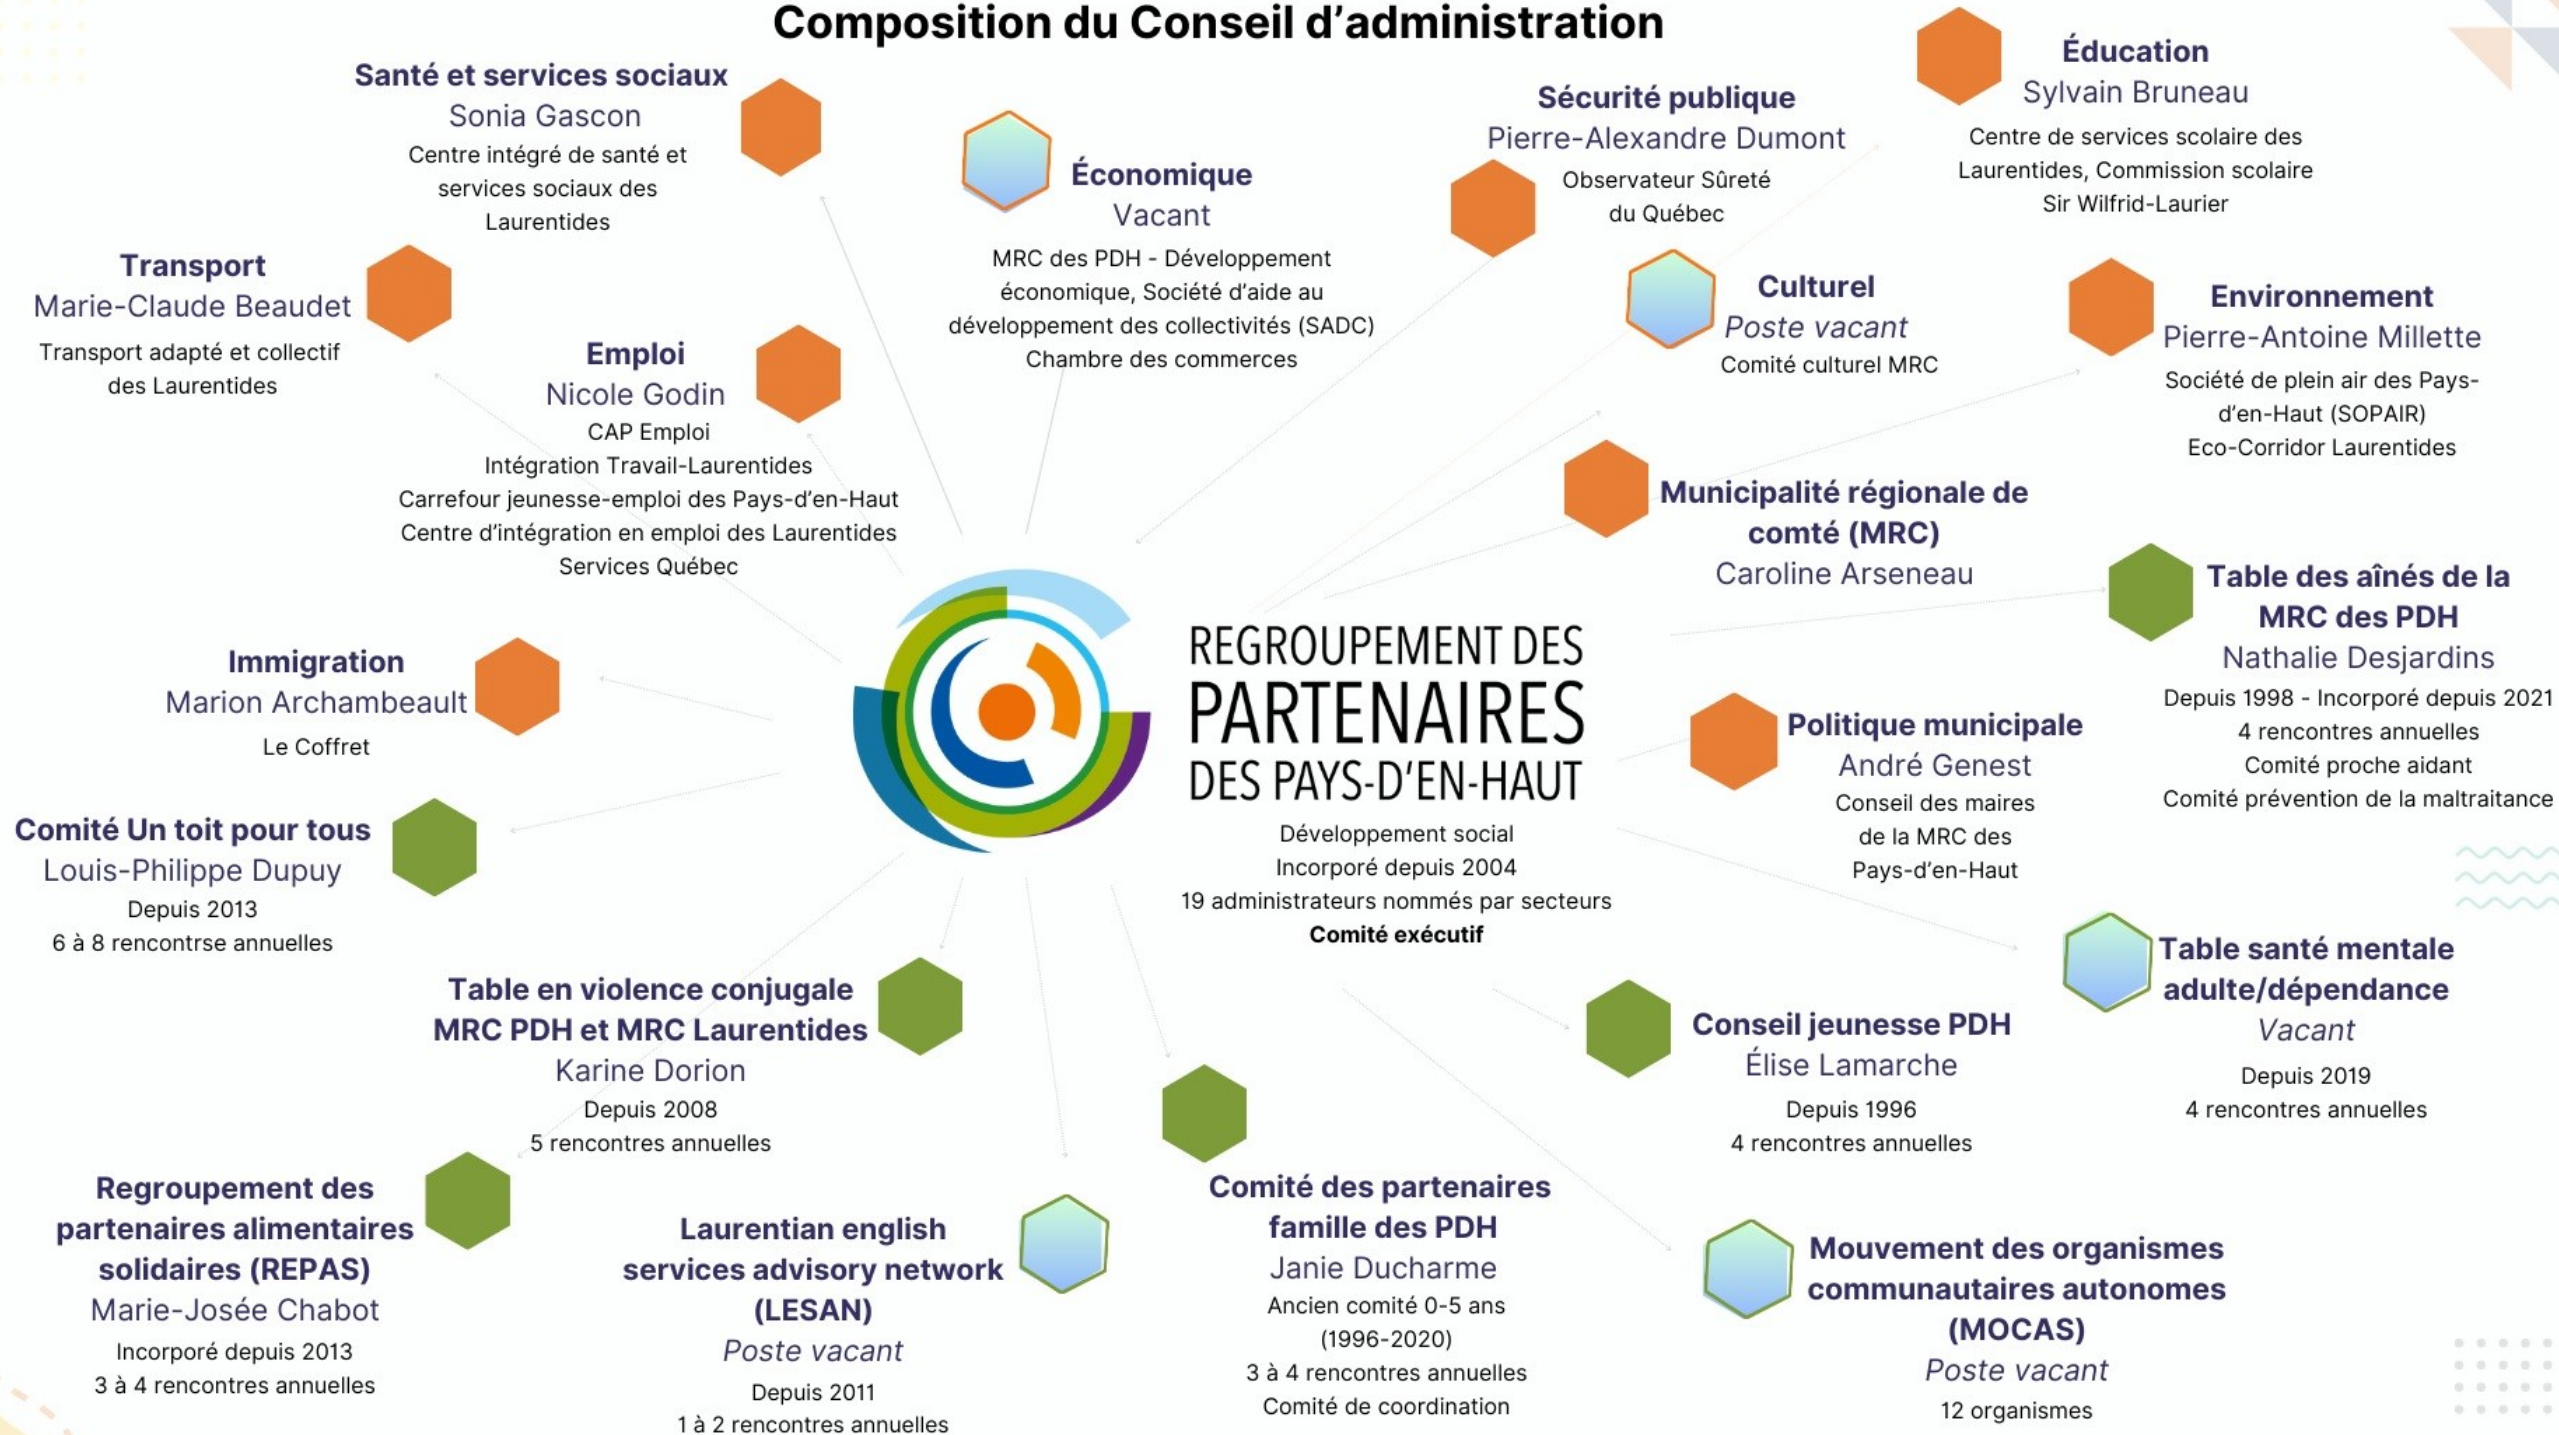 Composition du Conseil d'administration
Santé et services sociaux
Sonia Gascon
Centre intégré de santé et
services sociaux des
Laurentides
Économique
Vacant
MRC des PDH - Développement
économique, Société d'aide au
développement des collectivités (SADC)
Chambre des commerces
Sécurité publique
Pierre-Alexandre Dumont
Observateur Sûreté
du Québec
Éducation
Sylvain Bruneau
Centre de services scolaire des
Laurentides, Commission scolaire
Sir Wilfrid-Laurier
Transport
Marie-Claude Beaudet
Transport adapté et collectif
des Laurentides
Emploi
Nicole Godin
CAP Emploi
Intégration Travail-Laurentides
Carrefour jeunesse-emploi des Pays-d'en-Haut
Centre d'intégration en emploi des Laurentides
Services Québec
Culturel
Poste vacant
Comité culturel MRC
Environnement
Pierre-Antoine Millette
Société de plein air des Pays-
d'en-Haut (SOPAIR)
Eco-Corridor Laurentides
Municipalité régionale de
comté (MRC)
Caroline Arseneau
Table des aînés de la
MRC des PDH
Nathalie Desjardins
Depuis 1998 - Incorporé depuis 2021
4 rencontres annuelles
Comité proche aidant
Comité prévention de la maltraitance
Immigration
Marion Archambeault
Le Coffret
REGROUPEMENT DES
PARTENAIRES
DES PAYS-D'EN-HAUT
Développement social
Incorporé depuis 2004
19 administrateurs nommés par secteurs
Comité exécutif
Politique municipale
André Genest
Conseil des maires
de la MRC des
Pays-d'en-Haut
Comité Un toit pour tous
Louis-Philippe Dupuy
Depuis 2013
6 à 8 rencontrse annuelles
Table en violence conjugale
MRC PDH et MRC Laurentides
Karine Dorion
Depuis 2008
5 rencontres annuelles
Conseil jeunesse PDH
Élise Lamarche
Depuis 1996
4 rencontres annuelles
Table santé mentale
adulte/dépendance
Vacant
Depuis 2019
4 rencontres annuelles
Regroupement des
partenaires alimentaires
solidaires (REPAS)
Marie-Josée Chabot
Incorporé depuis 2013
3 à 4 rencontres annuelles
Laurentian english
services advisory network
(LESAN)
Poste vacant
Depuis 2011
1 à 2 rencontres annuelles
Comité des partenaires
famille des PDH
Janie Ducharme
Ancien comité 0-5 ans
(1996-2020)
3 à 4 rencontres annuelles
Comité de coordination
Mouvement des organismes
communautaires autonomes
(MOCAS)
Poste vacant
12 organismes